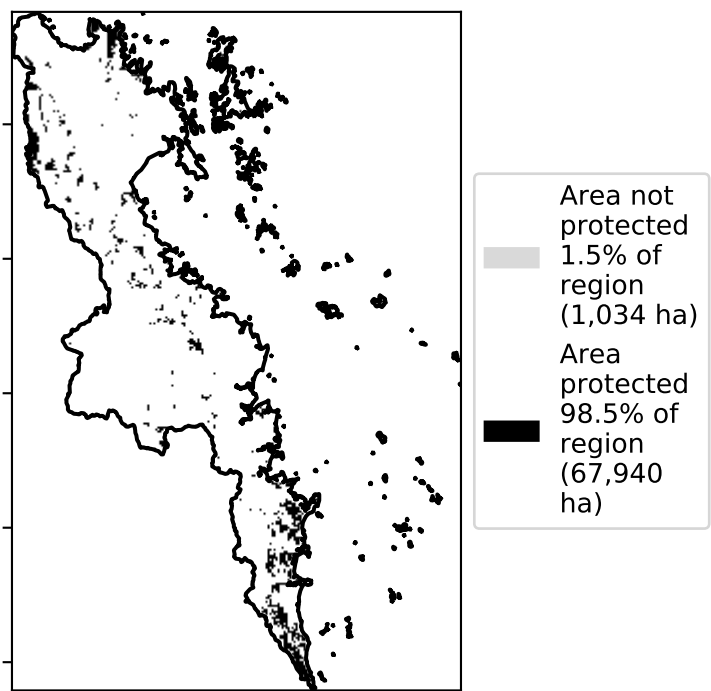 Area not
protected
1.5% of
region
(1,034 ha)
Area
protected
98.5% of
region
(67,940
ha)